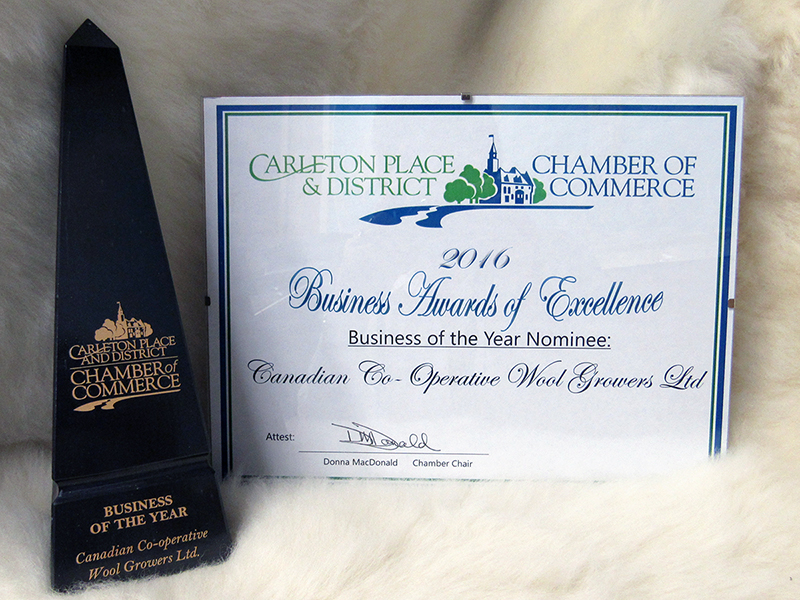 CARLETON PLACE
& DISTRICT
CHAMBER OF
COMMERCE
2016
Business Awards of Excellence
Business of the Year Nominee:
Canadian Co-Operative Wool Growers Ltd
Attest:
DMDonald
Donna MacDonald Chamber Chair
CARLETON PLACE
AND DISTRICT
CHAMBER of
COMMERCE
BUSINESS
OF THE YEAR
Canadian Co-operative
Wool Growers Ltd.